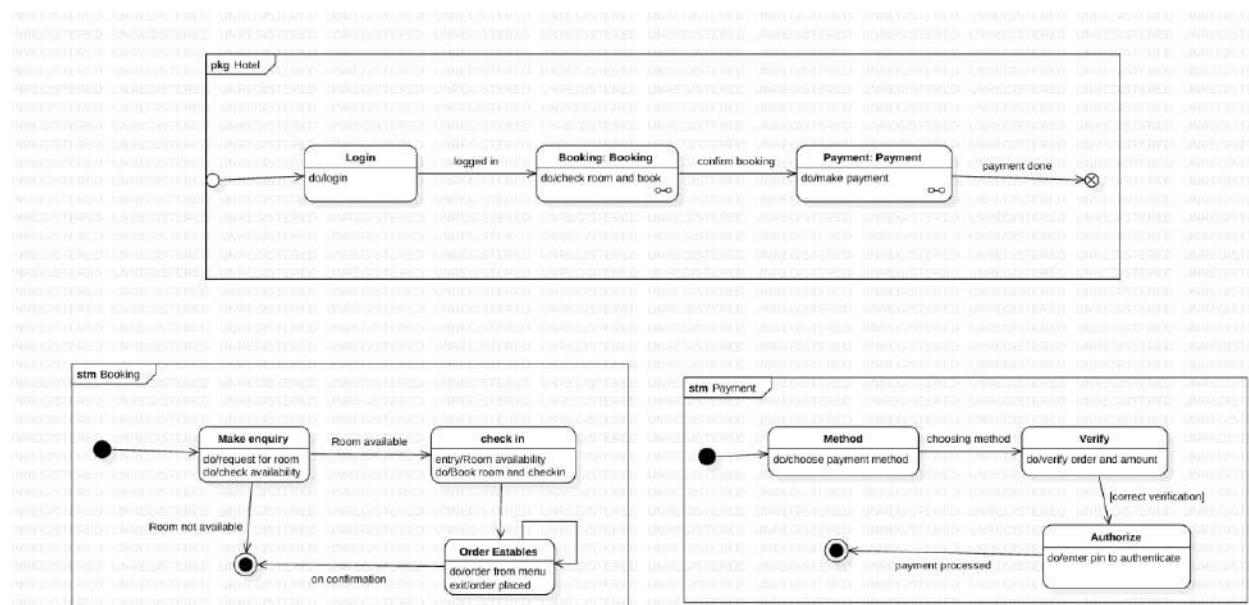 pkg Hotel
Login
do/login
logged in
Booking: Booking
do/check room and book
confirm booking
Payment: Payment
do/make payment
payment done
stm Booking
Make enquiry
do/request for room
do/check availability
Room available
check in
entry/Room availability
do/Book room and checkin
Room not available
Order Eatables
do/order from menu
exit/order placed
on confirmation
stm Payment
Method
do/choose payment method
choosing method
Verify
do/verify order and amount
[correct verification]
Authorize
do/enter pin to authenticate
payment processed
UNREGISTERED